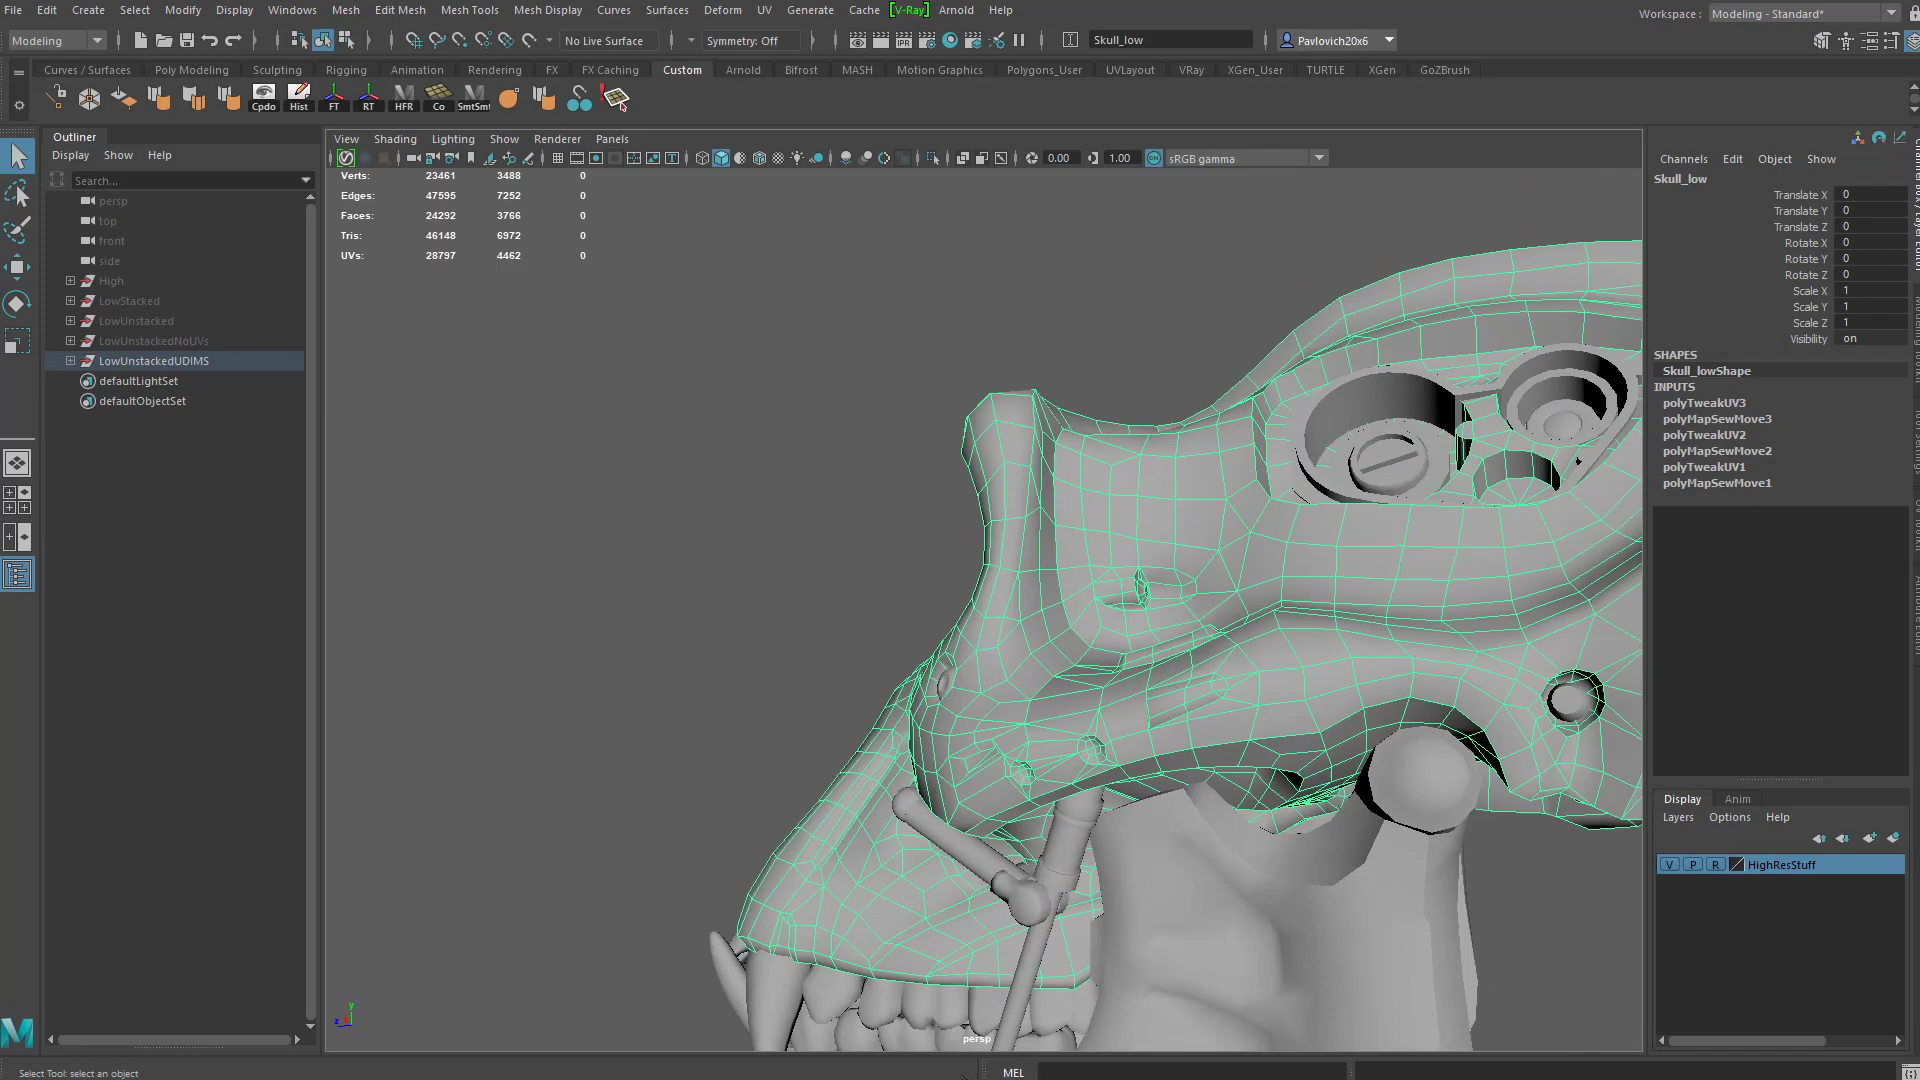 File Edit Create Select Modify Display Windows Mesh Edit Mesh Mesh Tools Mesh Display Curves Surfaces Deform UV Generate Cache [V-Ray] Arnold Help
Workspace : Modeling - Standard*
Modeling No Live Surface Symmetry: Off Skull_low Pavlovich20x6
Curves / Surfaces Poly Modeling Sculpting Rigging Animation Rendering FX FX Caching Custom Arnold Bifrost MASH Motion Graphics Polygons_User UVLayout VRay XGen_User TURTLE XGen GoZBrush
Cpdo Hist FT RT HFR Co SmtSmt
Outliner
Display Show Help
Search...
persp
top
front
side
High
LowStacked
LowUnstacked
LowUnstackedNoUVs
LowUnstackedUDIMS
defaultLightSet
defaultObjectSet
View Shading Lighting Show Renderer Panels
0.00 1.00 ON sRGB gamma
Verts: 23461 3488 0
Edges: 47595 7252 0
Faces: 24292 3766 0
Tris: 46148 6972 0
UVs: 28797 4462 0
y
z
persp
Channels Edit Object Show
Skull_low
Translate X 0
Translate Y 0
Translate Z 0
Rotate X 0
Rotate Y 0
Rotate Z 0
Scale X 1
Scale Y 1
Scale Z 1
Visibility on
SHAPES
Skull_lowShape
INPUTS
polyTweakUV3
polyMapSewMove3
polyTweakUV2
polyMapSewMove2
polyTweakUV1
polyMapSewMove1
Display Anim
Layers Options Help
V P R HighResStuff
Select Tool: select an object
MEL